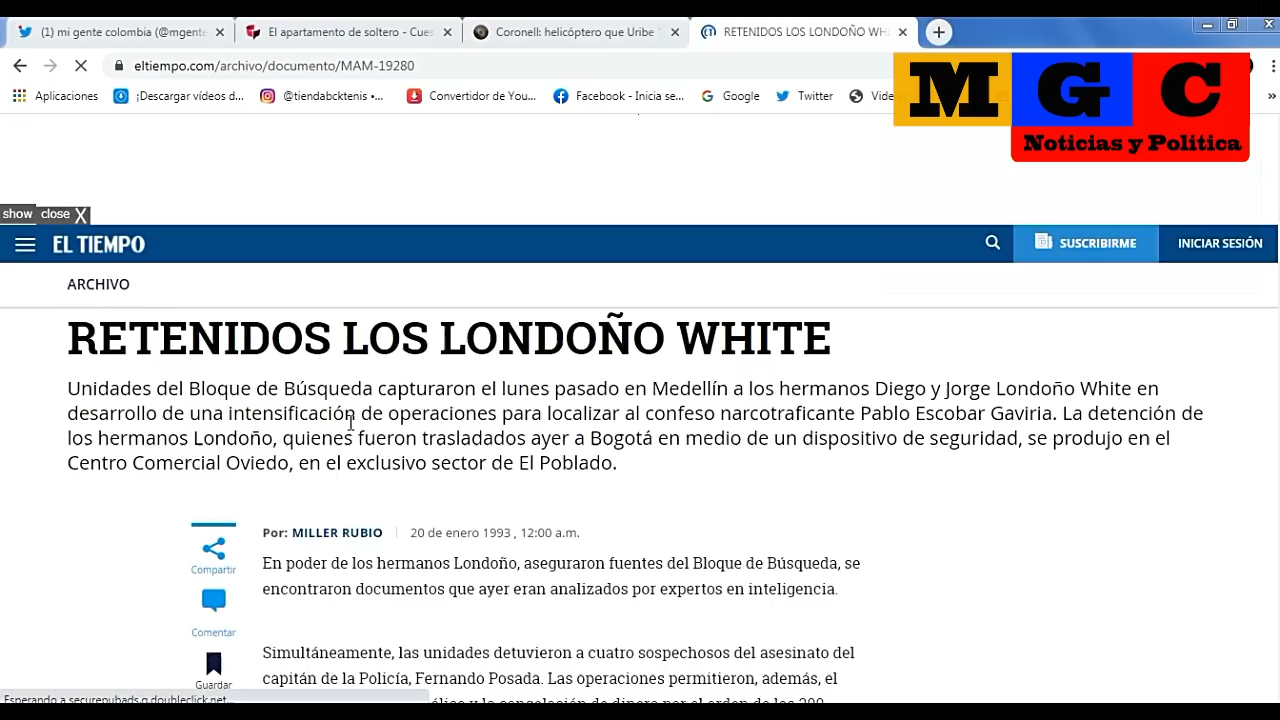 (1) mi gente colombia (@mgente
El apartamento de soltero - Cues
Coronell: helicóptero que Uribe
RETENIDOS LOS LONDOÑO WHI
eltiempo.com/archivo/documento/MAM-19280
Aplicaciones
¡Descargar vídeos d...
@tiendabcktenis •...
Convertidor de You...
Facebook - Inicia se...
Google
Twitter
»
MGC
Noticias y Politica
show close X
EL TIEMPO
SUSCRIBIRME
INICIAR SESIÓN
ARCHIVO
RETENIDOS LOS LONDOÑO WHITE
Unidades del Bloque de Búsqueda capturaron el lunes pasado en Medellín a los hermanos Diego y Jorge Londoño White en
desarrollo de una intensificación de operaciones para localizar al confeso narcotraficante Pablo Escobar Gaviria. La detención de
los hermanos Londoño, quienes fueron trasladados ayer a Bogotá en medio de un dispositivo de seguridad, se produjo en el
Centro Comercial Oviedo, en el exclusivo sector de El Poblado.
Por: MILLER RUBIO
20 de enero 1993 , 12:00 a.m.
Compartir
Comentar
Guardar
En poder de los hermanos Londoño, aseguraron fuentes del Bloque de Búsqueda, se
encontraron documentos que ayer eran analizados por expertos en inteligencia.
Simultáneamente, las unidades detuvieron a cuatro sospechosos del asesinato del
capitán de la Policía, Fernando Posada. Las operaciones permitieron, además, el
Esperando a securepubads.g.doubleclick.net...